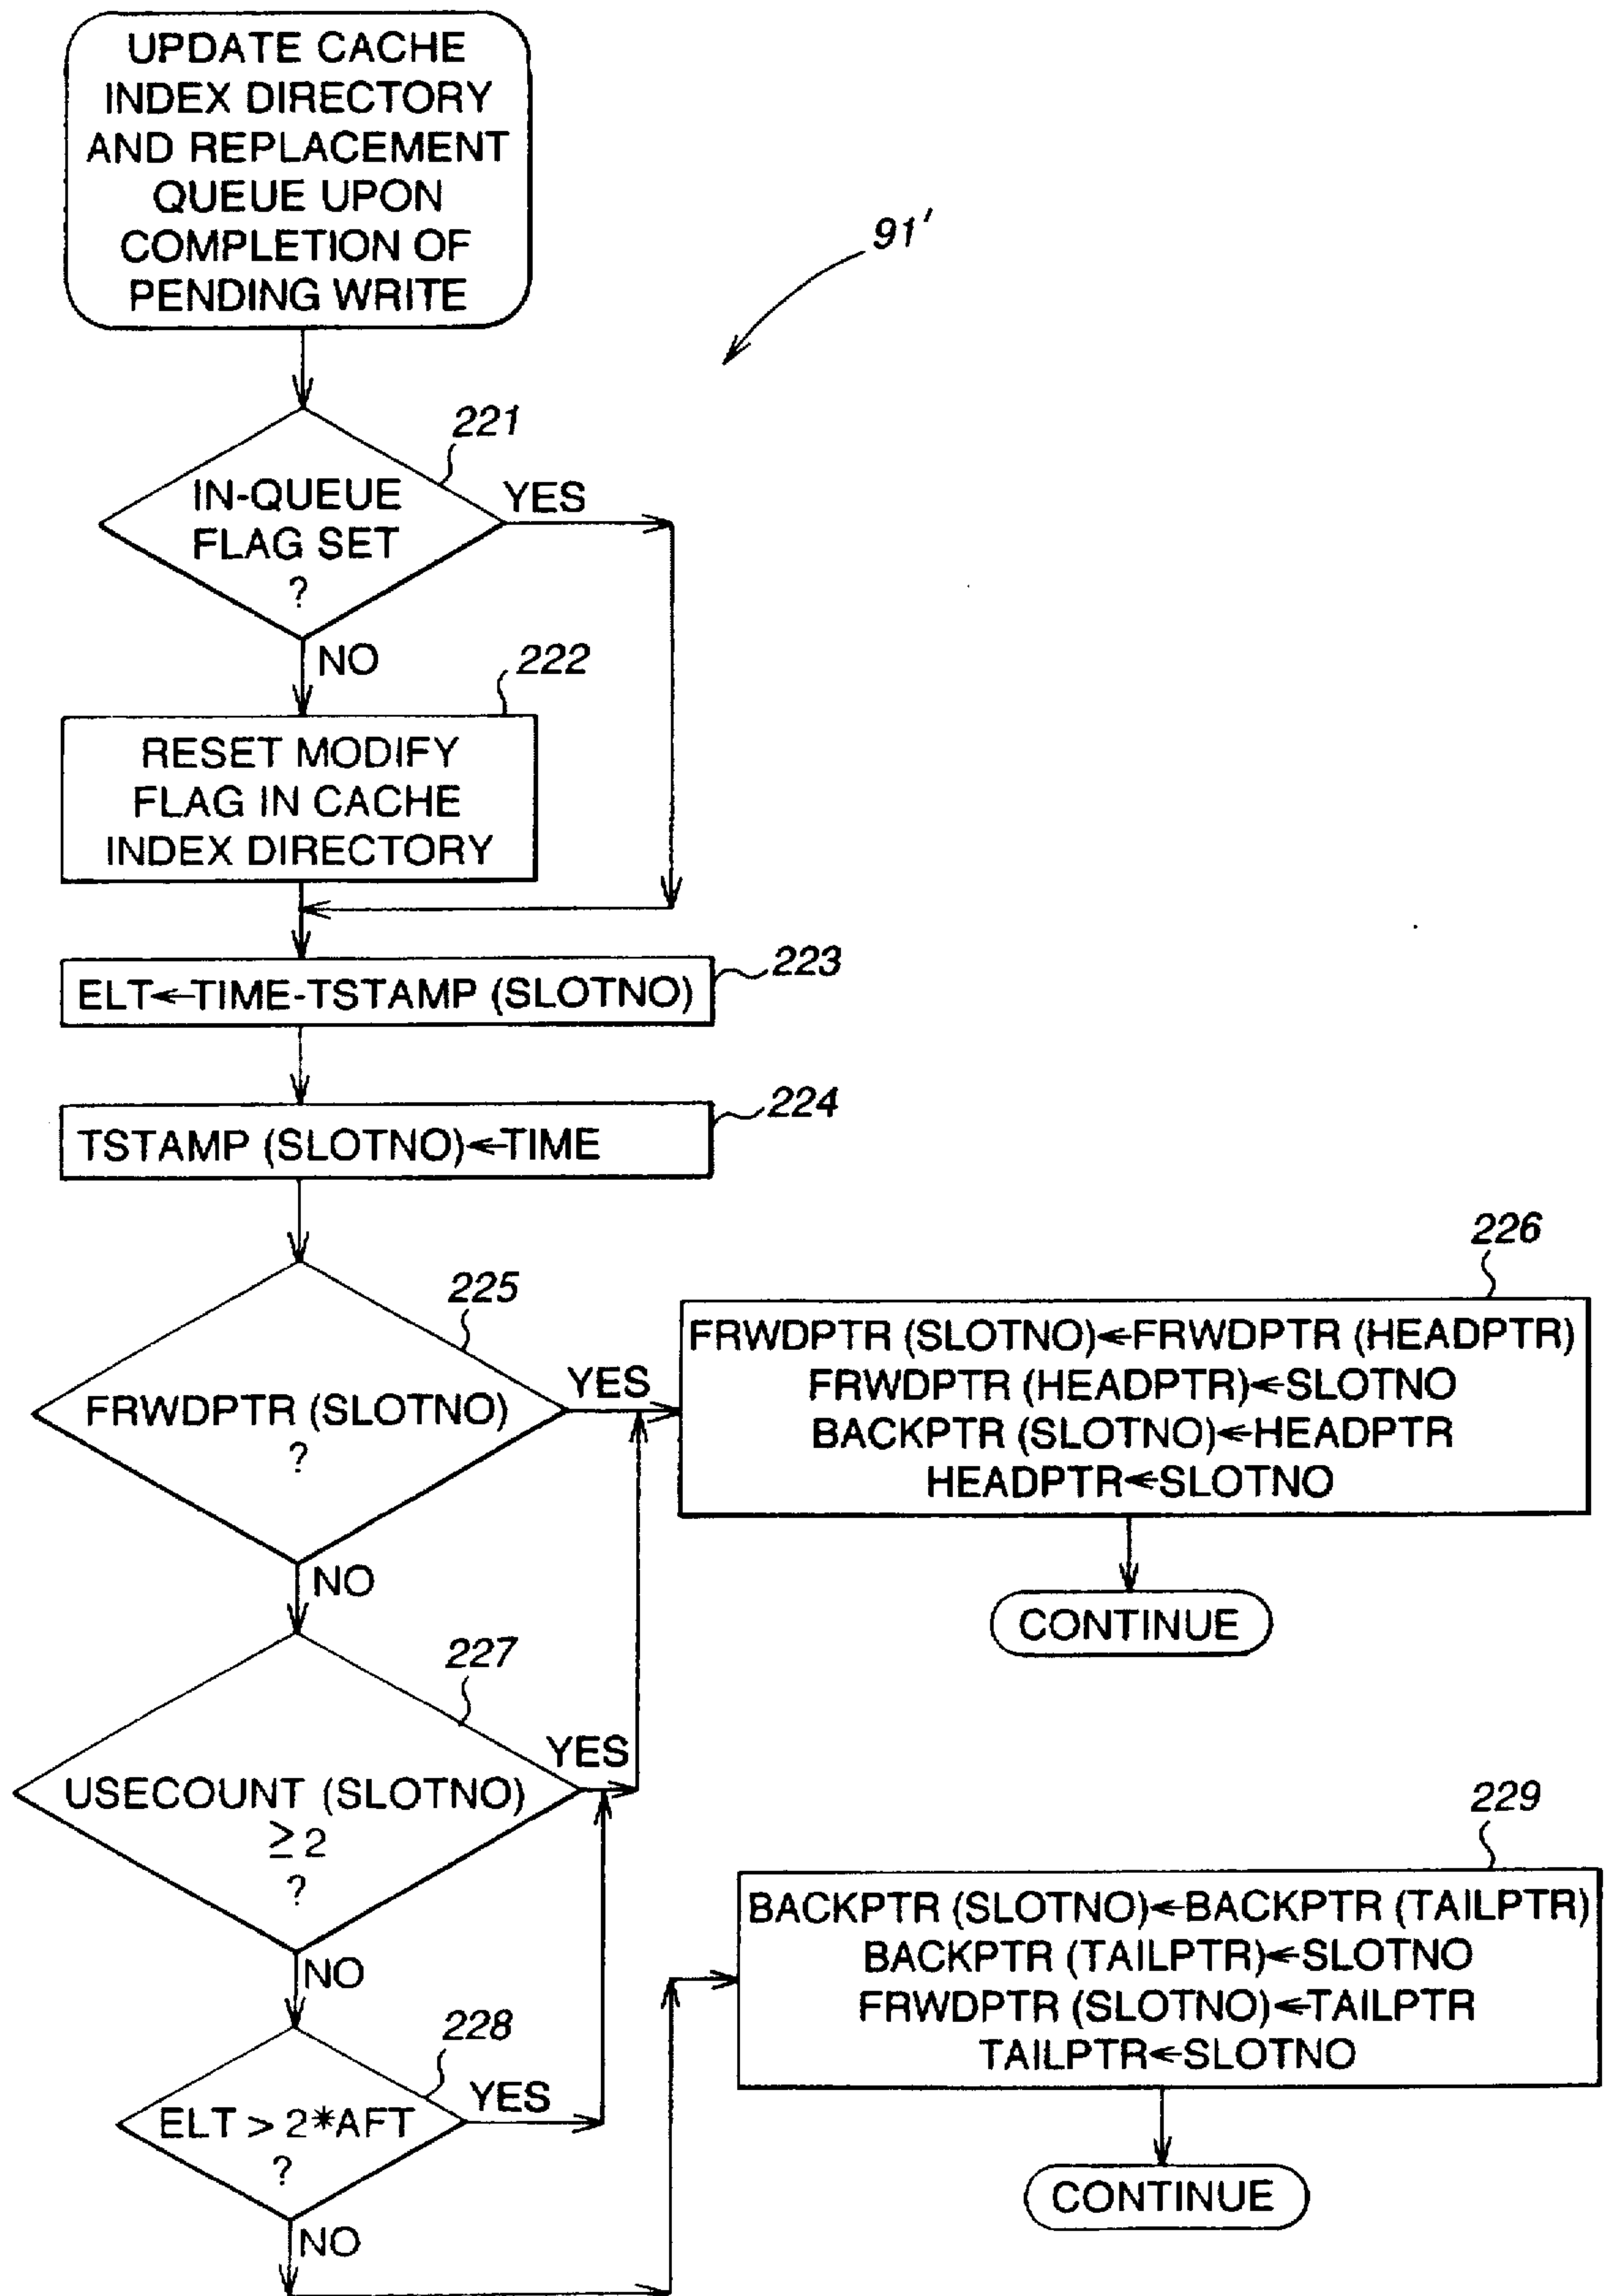 UPDATE CACHE
INDEX DIRECTORY
AND REPLACEMENT
QUEUE UPON
COMPLETION OF
PENDING WRITE
91'
221
IN-QUEUE
FLAG SET
?
YES
NO
222
RESET MODIFY
FLAG IN CACHE
INDEX DIRECTORY
223
ELT←TIME-TSTAMP (SLOTNO)
224
TSTAMP (SLOTNO)←TIME
225
FRWDPTR (SLOTNO)
?
YES
NO
226
FRWDPTR (SLOTNO)←FRWDPTR (HEADPTR)
FRWDPTR (HEADPTR)←SLOTNO
BACKPTR (SLOTNO)←HEADPTR
HEADPTR←SLOTNO
CONTINUE
227
USECOUNT (SLOTNO)
≥ 2
?
YES
NO
228
ELT > 2*AFT
?
YES
NO
229
BACKPTR (SLOTNO)←BACKPTR (TAILPTR)
BACKPTR (TAILPTR)←SLOTNO
FRWDPTR (SLOTNO)←TAILPTR
TAILPTR←SLOTNO
CONTINUE